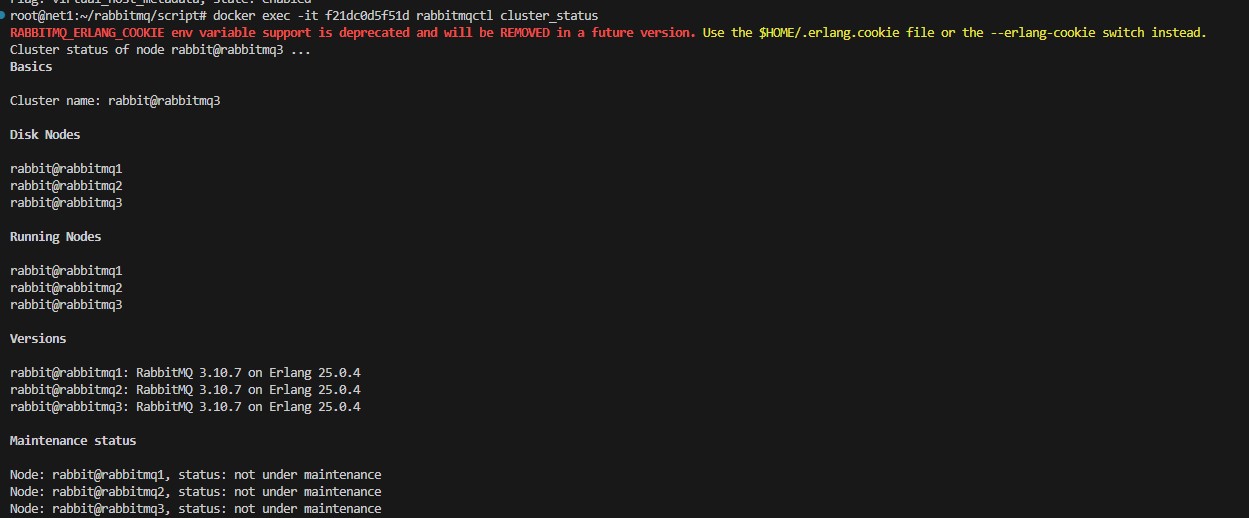 Flag: virtual_host_metadata, state: enabled
root@net1:~/rabbitmq/script# docker exec -it f21dc0d5f51d rabbitmqctl cluster_status
RABBITMQ_ERLANG_COOKIE env variable support is deprecated and will be REMOVED in a future version. Use the $HOME/.erlang.cookie file or the --erlang-cookie switch instead.
Cluster status of node rabbit@rabbitmq3 ...
Basics
Cluster name: rabbit@rabbitmq3
Disk Nodes
rabbit@rabbitmq1
rabbit@rabbitmq2
rabbit@rabbitmq3
Running Nodes
rabbit@rabbitmq1
rabbit@rabbitmq2
rabbit@rabbitmq3
Versions
rabbit@rabbitmq1: RabbitMQ 3.10.7 on Erlang 25.0.4
rabbit@rabbitmq2: RabbitMQ 3.10.7 on Erlang 25.0.4
rabbit@rabbitmq3: RabbitMQ 3.10.7 on Erlang 25.0.4
Maintenance status
Node: rabbit@rabbitmq1, status: not under maintenance
Node: rabbit@rabbitmq2, status: not under maintenance
Node: rabbit@rabbitmq3, status: not under maintenance